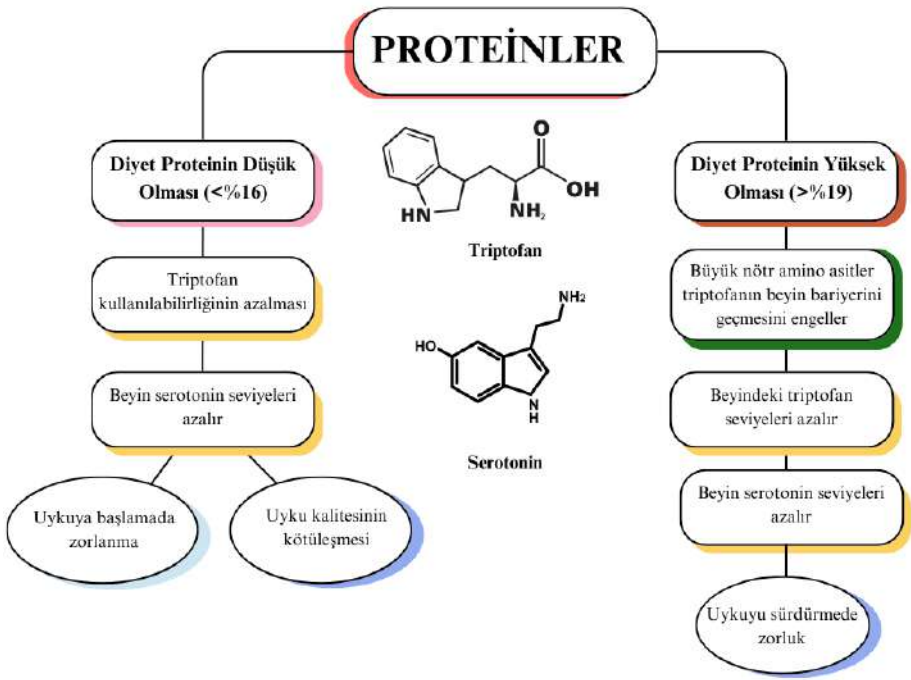 PROTEİNLER
Diyet Proteinin Düşük
Olması (<%16)
Triptofan
kullanılabilirliğinin azalması
Beyin serotonin seviyeleri
azalır
Uykuya başlamada
zorlanma
Uyku kalitesinin
kötüleşmesi
O
OH
NH₂
HN
Triptofan
NH₂
HO
N
H
Serotonin
Diyet Proteinin Yüksek
Olması (>%19)
Büyük nötr amino asitler
triptofanın beyin bariyerini
geçmesini engeller
Beyindeki triptofan
seviyeleri azalır
Beyin serotonin seviyeleri
azalır
Uykuyu sürdürmede
zorluk